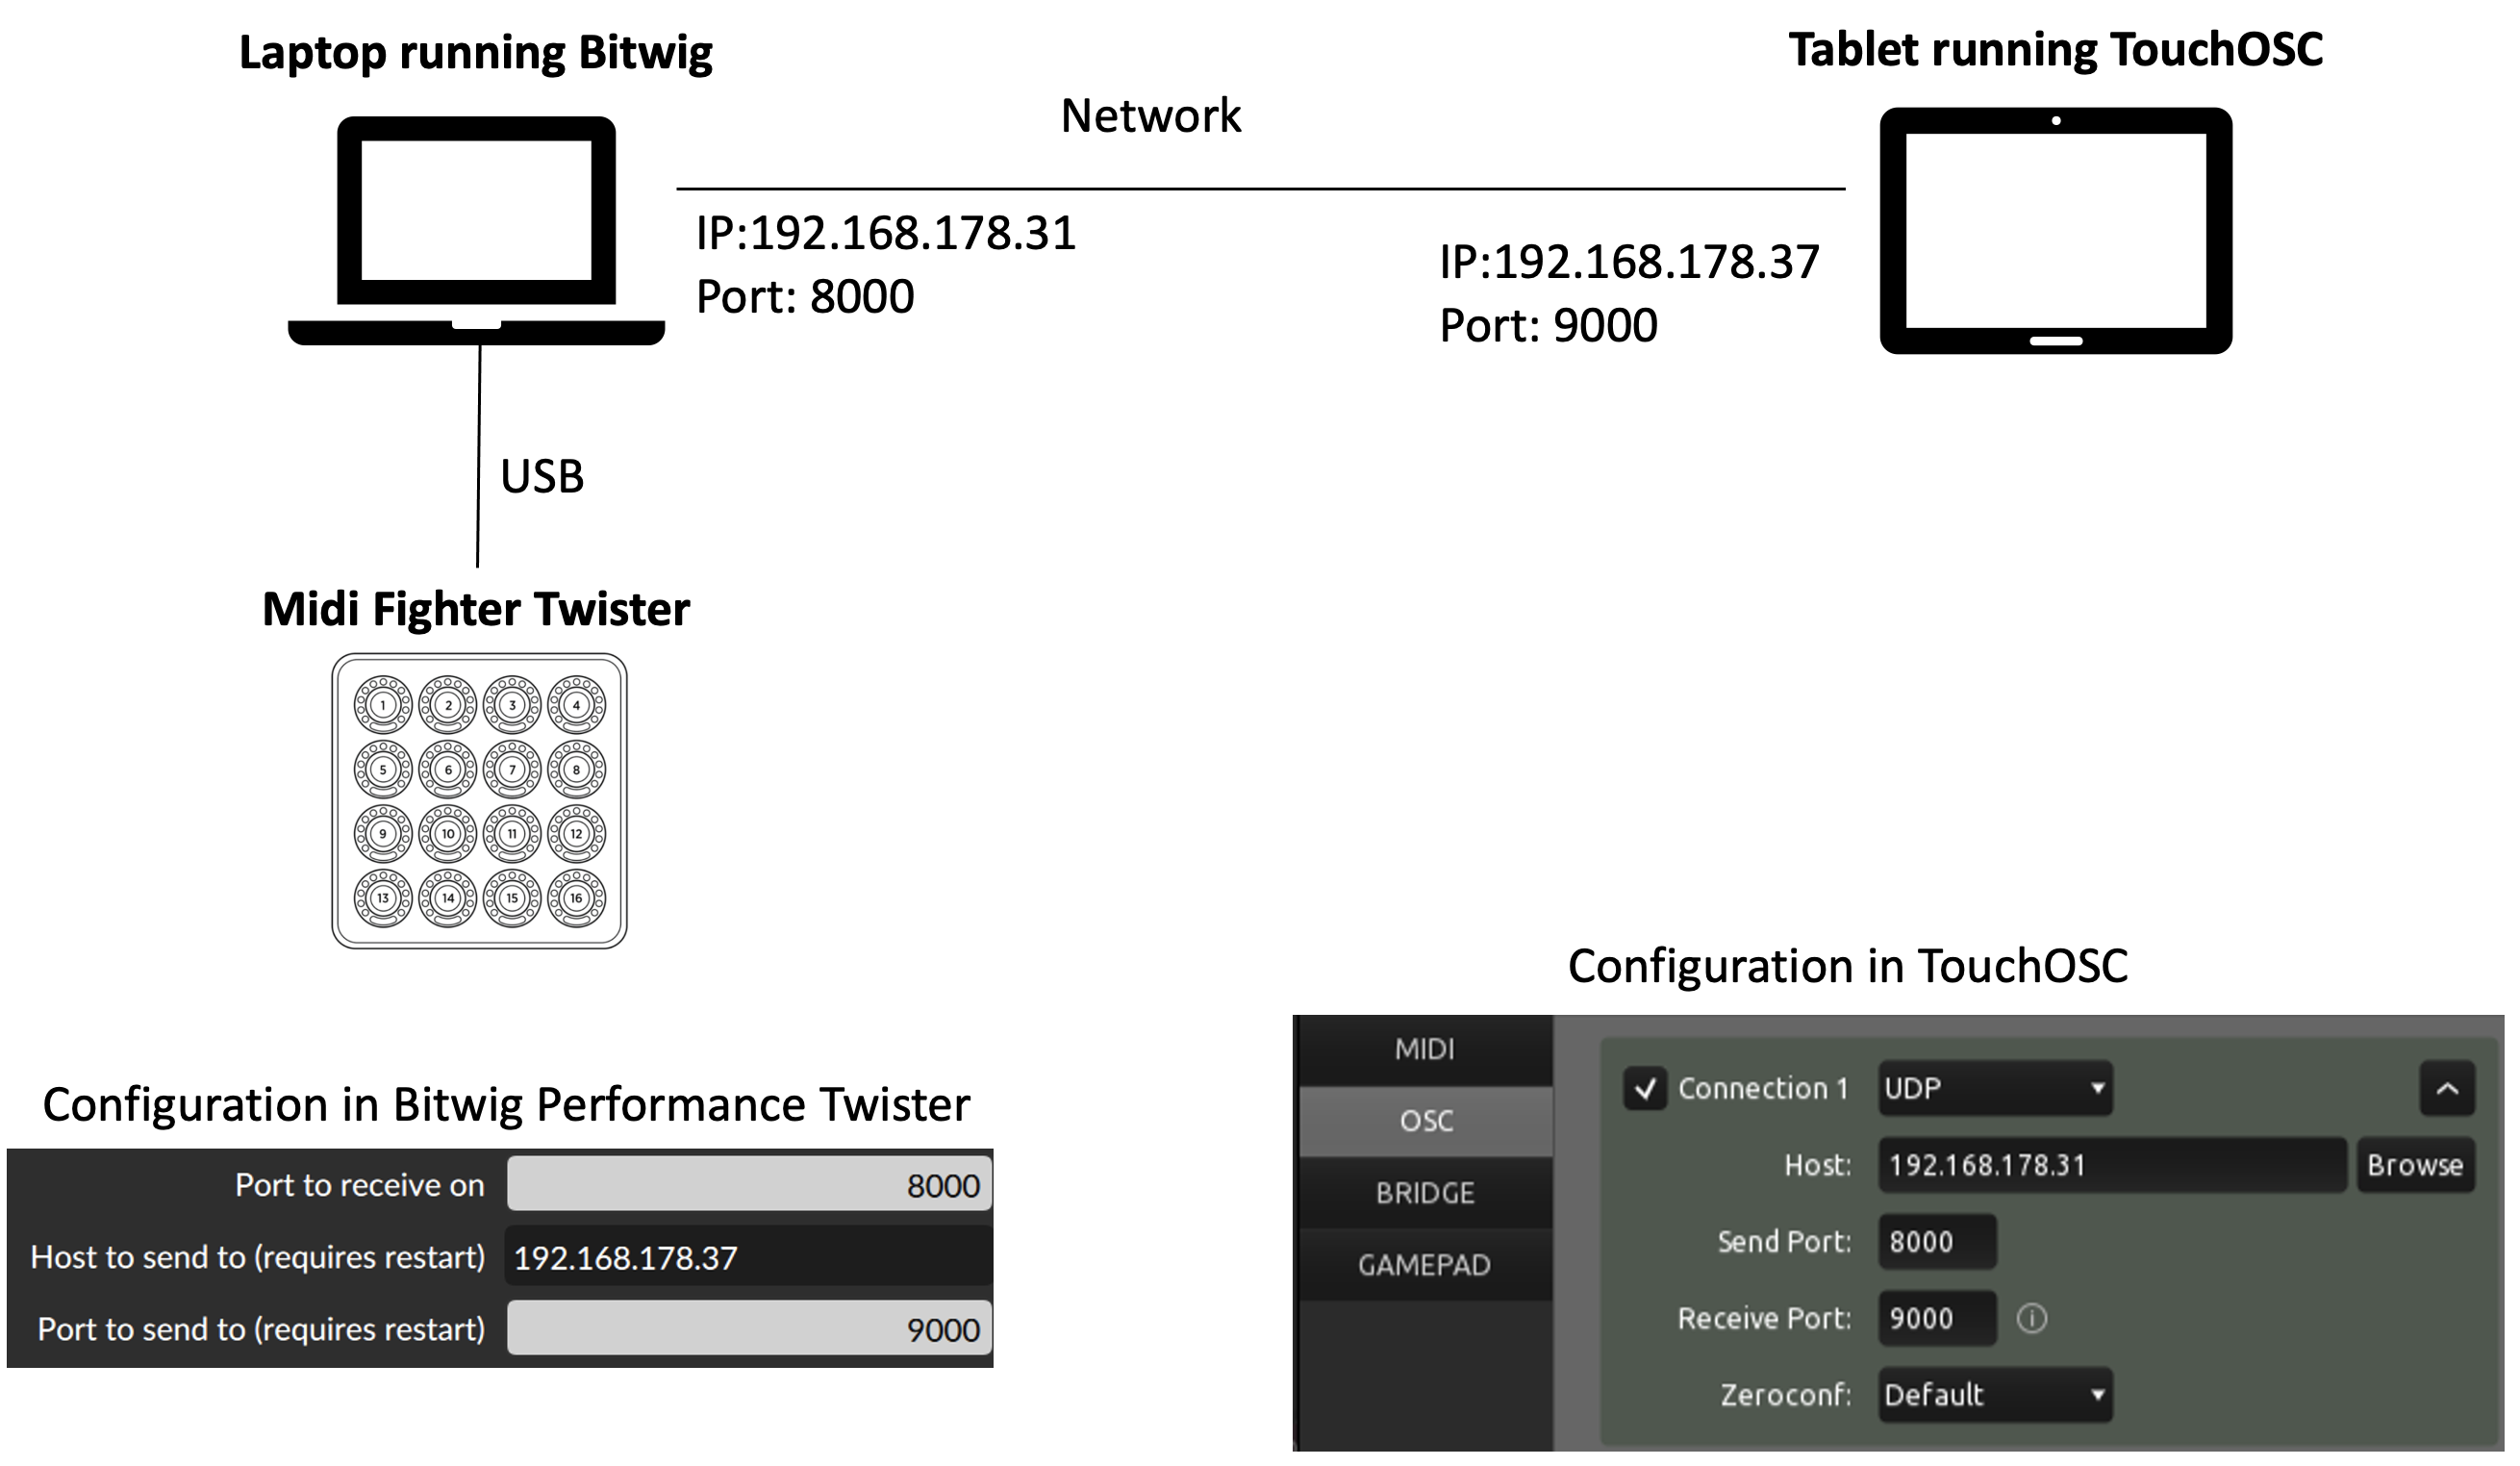 Laptop running Bitwig
Tablet running TouchOSC
Network
IP:192.168.178.31
Port: 8000
IP:192.168.178.37
Port: 9000
USB
Midi Fighter Twister
1 2 3 4
5 6 7 8
9 10 11 12
13 14 15 16
Configuration in Bitwig Performance Twister
Port to receive on 8000
Host to send to (requires restart) 192.168.178.37
Port to send to (requires restart) 9000
Configuration in TouchOSC
MIDI
OSC
BRIDGE
GAMEPAD
Connection 1 UDP
Host: 192.168.178.31 Browse
Send Port: 8000
Receive Port: 9000
Zeroconf: Default